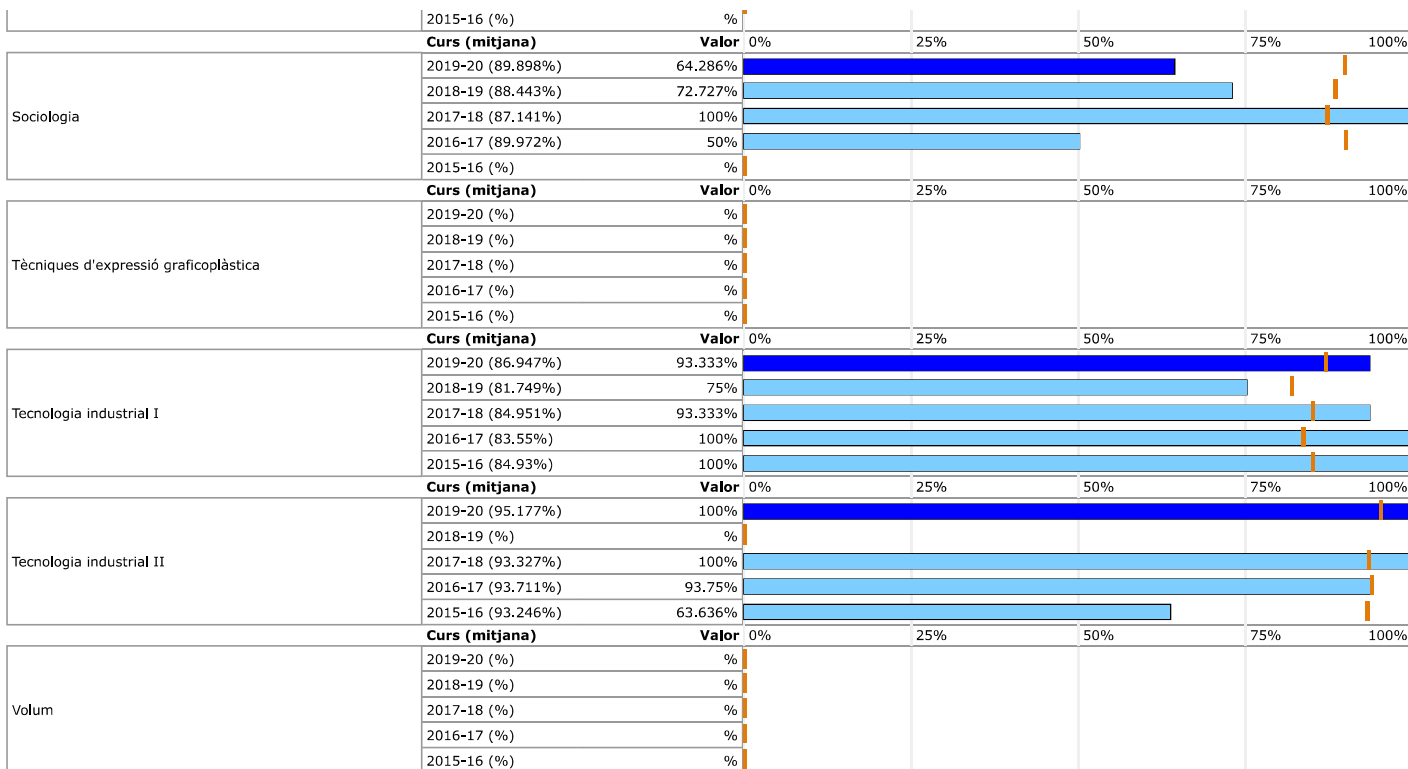 2015-16 (%) %
Curs (mitjana) Valor 0% 25% 50% 75% 100%
2019-20 (89.898%) 64.286%
2018-19 (88.443%) 72.727%
Sociologia 2017-18 (87.141%) 100%
2016-17 (89.972%) 50%
2015-16 (%) %
Curs (mitjana) Valor 0% 25% 50% 75% 100%
2019-20 (%) %
2018-19 (%) %
Tècniques d'expressió graficoplàstica 2017-18 (%) %
2016-17 (%) %
2015-16 (%) %
Curs (mitjana) Valor 0% 25% 50% 75% 100%
2019-20 (86.947%) 93.333%
2018-19 (81.749%) 75%
Tecnologia industrial I 2017-18 (84.951%) 93.333%
2016-17 (83.55%) 100%
2015-16 (84.93%) 100%
Curs (mitjana) Valor 0% 25% 50% 75% 100%
2019-20 (95.177%) 100%
2018-19 (%) %
Tecnologia industrial II 2017-18 (93.327%) 100%
2016-17 (93.711%) 93.75%
2015-16 (93.246%) 63.636%
Curs (mitjana) Valor 0% 25% 50% 75% 100%
2019-20 (%) %
2018-19 (%) %
Volum 2017-18 (%) %
2016-17 (%) %
2015-16 (%) %